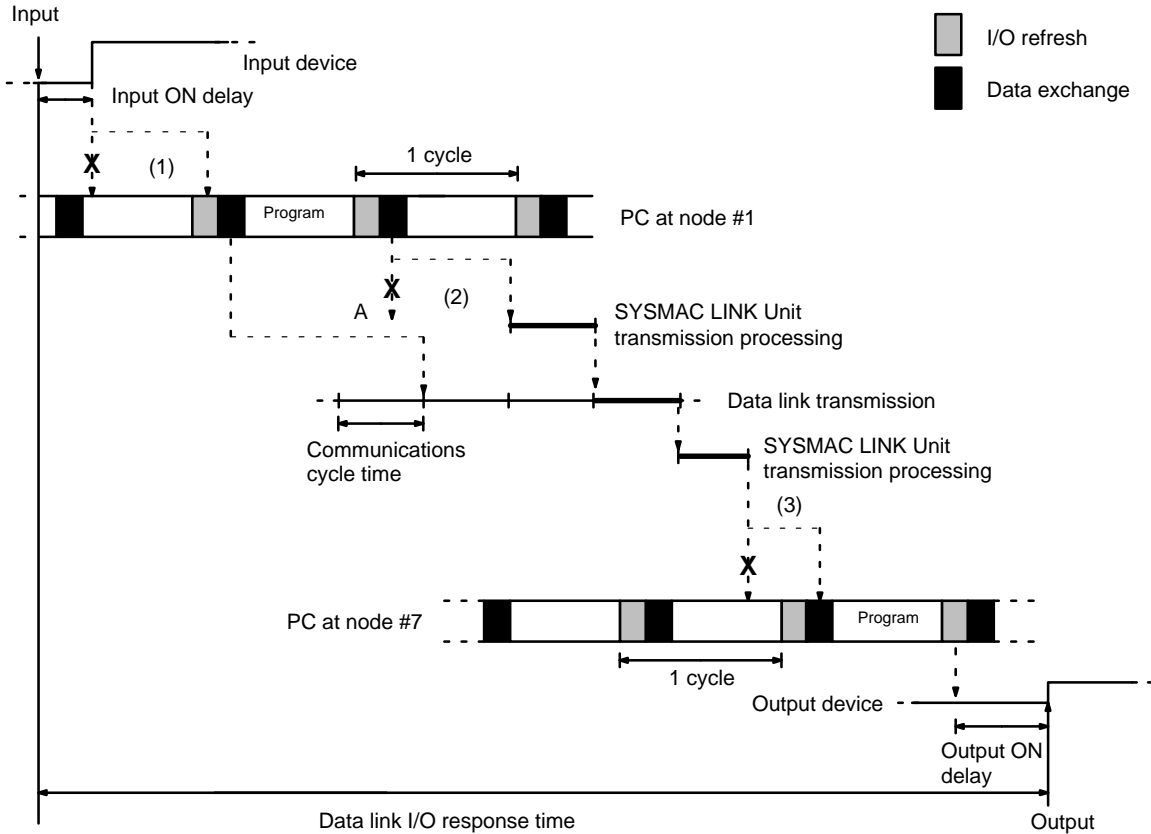 Input
I/O refresh
Input device
Data exchange
Input ON delay
X
(1)
1 cycle
Program
PC at node #1
X
A
(2)
SYSMAC LINK Unit
transmission processing
Data link transmission
Communications
cycle time
SYSMAC LINK Unit
transmission processing
(3)
X
PC at node #7
Program
1 cycle
Output device
Output ON
delay
Data link I/O response time
Output